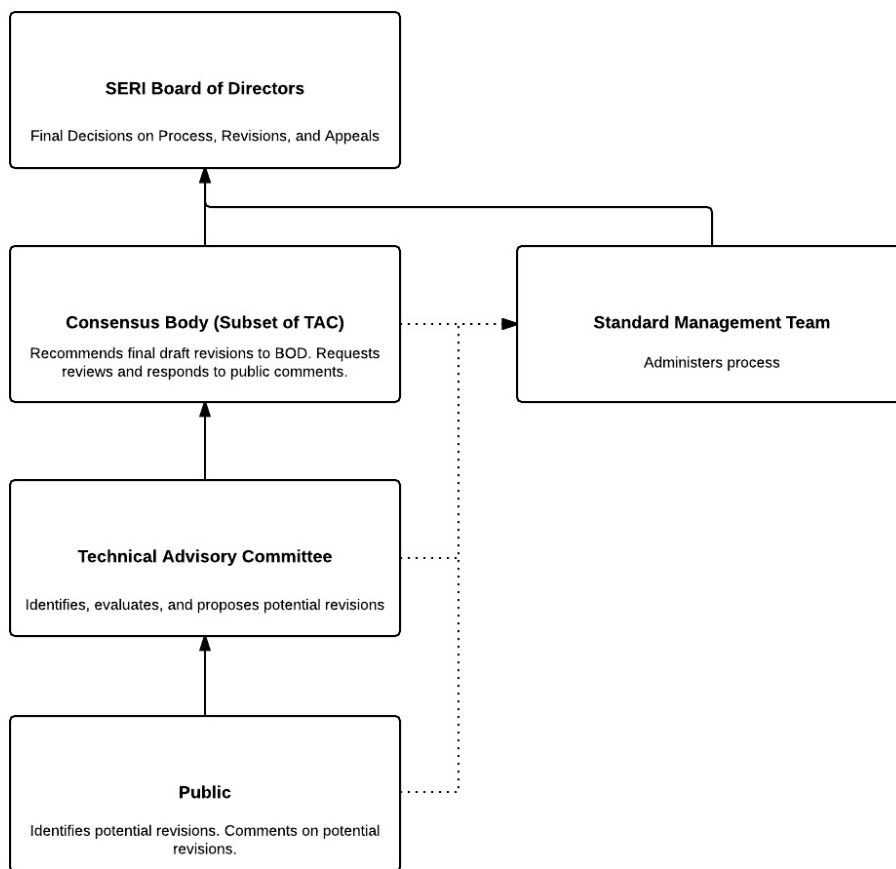 SERI Board of Directors
Final Decisions on Process, Revisions, and Appeals
Consensus Body (Subset of TAC)
Recommends final draft revisions to BOD. Requests
reviews and responds to public comments.
Standard Management Team
Administers process
Technical Advisory Committee
Identifies, evaluates, and proposes potential revisions
Public
Identifies potential revisions. Comments on potential
revisions.